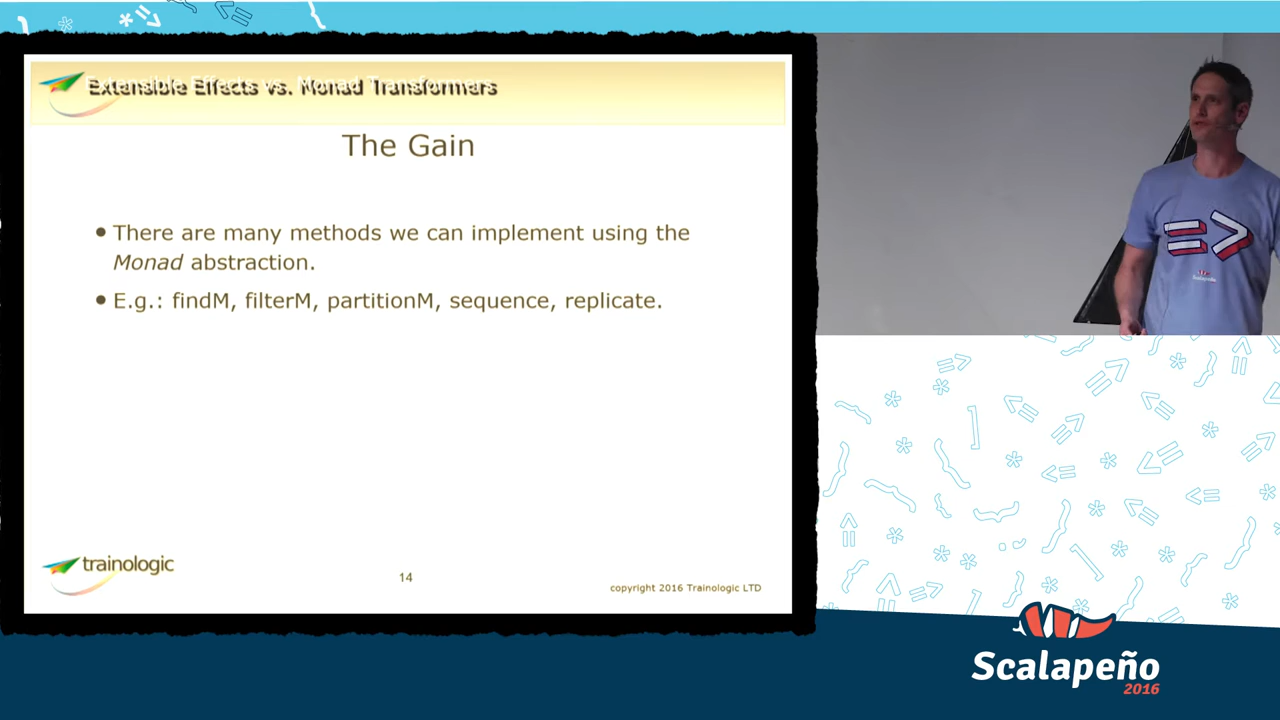 Extensible Effects vs. Monad Transformers
The Gain
• There are many methods we can implement using the
Monad abstraction.
• E.g.: findM, filterM, partitionM, sequence, replicate.
trainologic
14
copyright 2016 Trainologic LTD
=>
Scalapeño
Scalapeño
2016